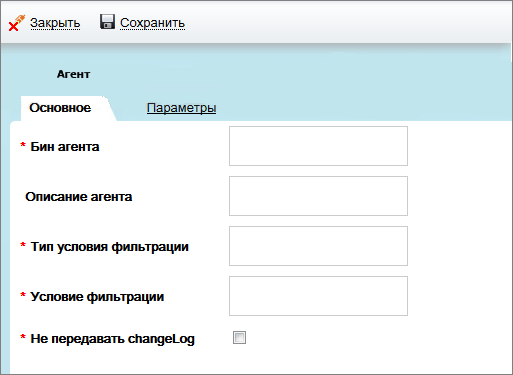 Закрыть Сохранить
Агент
Основное Параметры
* Бин агента
Описание агента
* Тип условия фильтрации
* Условие фильтрации
* Не передавать changeLog